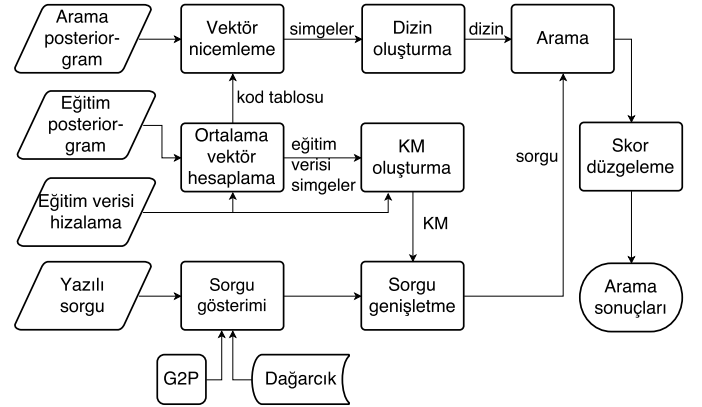 Arama
posterior-
gram
Vektör
nicemleme
simgeler
Dizin
oluşturma
dizin
Arama
kod tablosu
Eğitim
posterior-
gram
Ortalama
vektör
hesaplama
eğitim
verisi
simgeler
KM
oluşturma
sorgu
Skor
düzgeleme
Eğitim verisi
hizalama
KM
Yazılı
sorgu
Sorgu
gösterimi
Sorgu
genişletme
Arama
sonuçları
G2P
Dağarcık